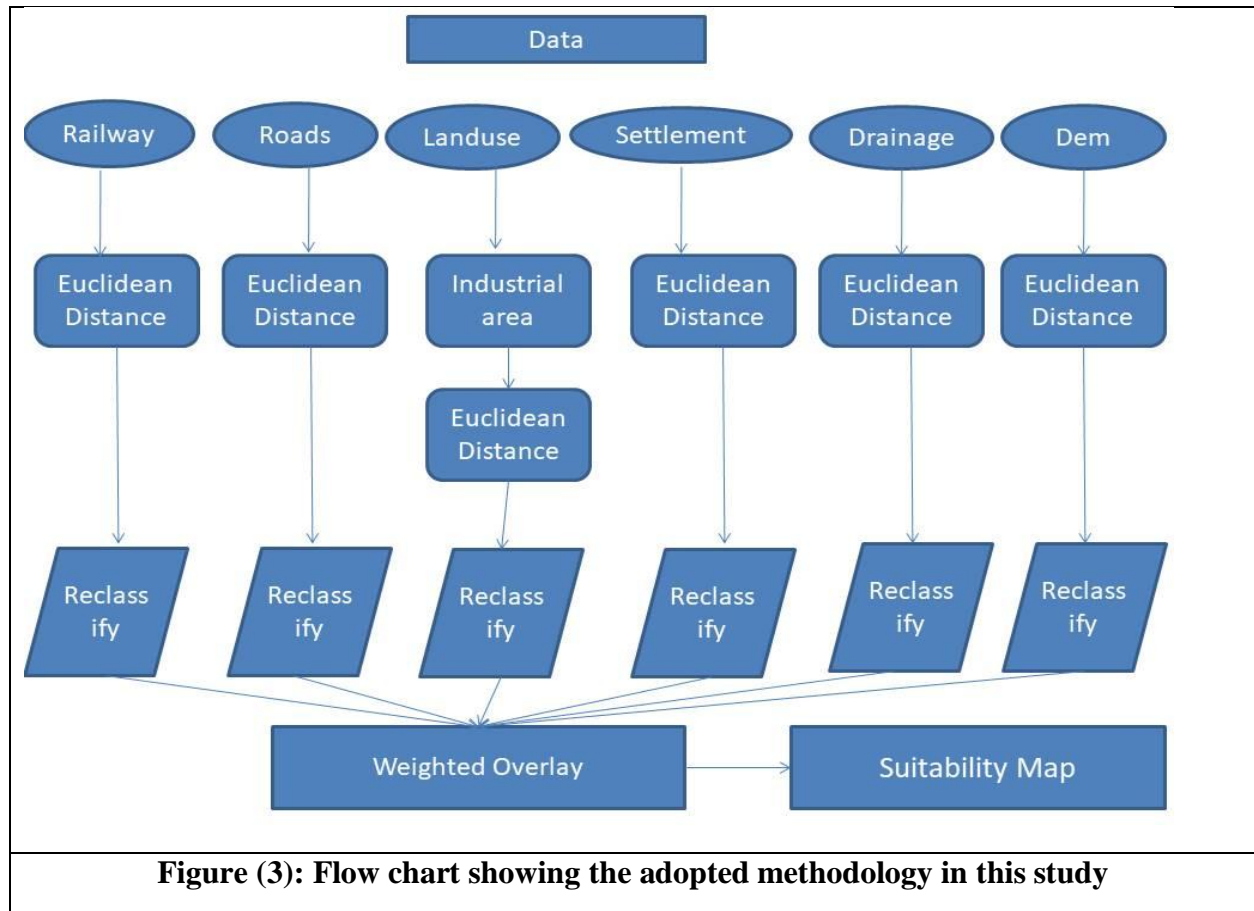 Data
Railway
Roads
Landuse
Settlement
Drainage
Dem
Euclidean
Distance
Euclidean
Distance
Industrial
area
Euclidean
Distance
Euclidean
Distance
Euclidean
Distance
Euclidean
Distance
Reclass
ify
Reclass
ify
Reclass
ify
Reclass
ify
Reclass
ify
Reclass
ify
Weighted Overlay
Suitability Map
Figure (3): Flow chart showing the adopted methodology in this study